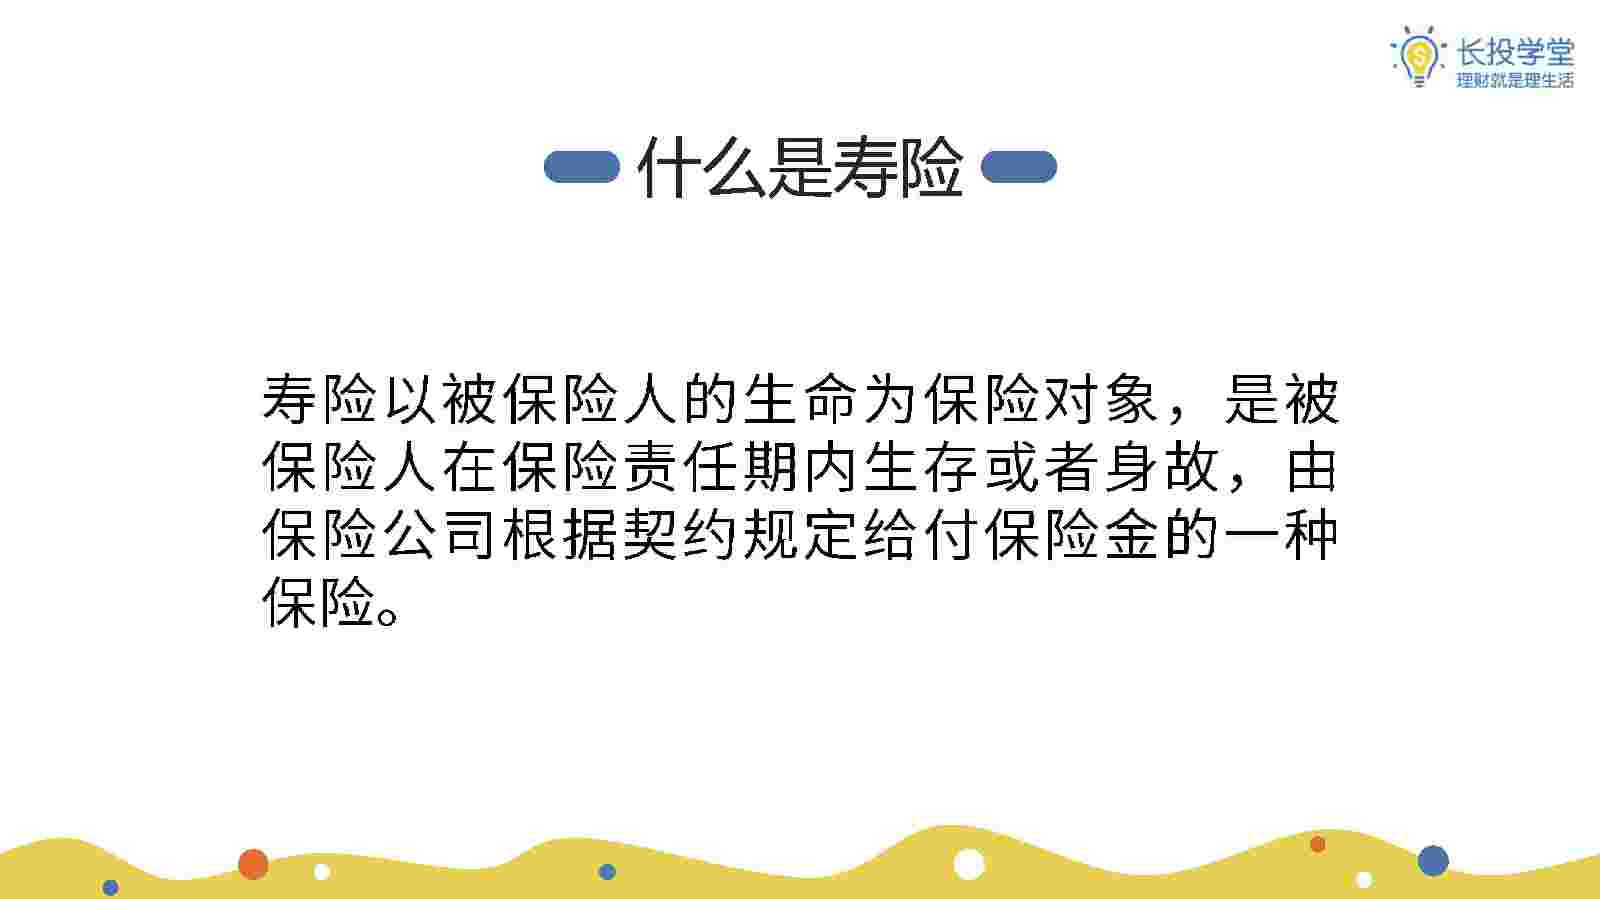 长投学堂
理财就是理生活
什么是寿险
寿险以被保险人的生命为保险对象，是被
保险人在保险责任期内生存或者身故，由
保险公司根据契约规定给付保险金的一种
保险。